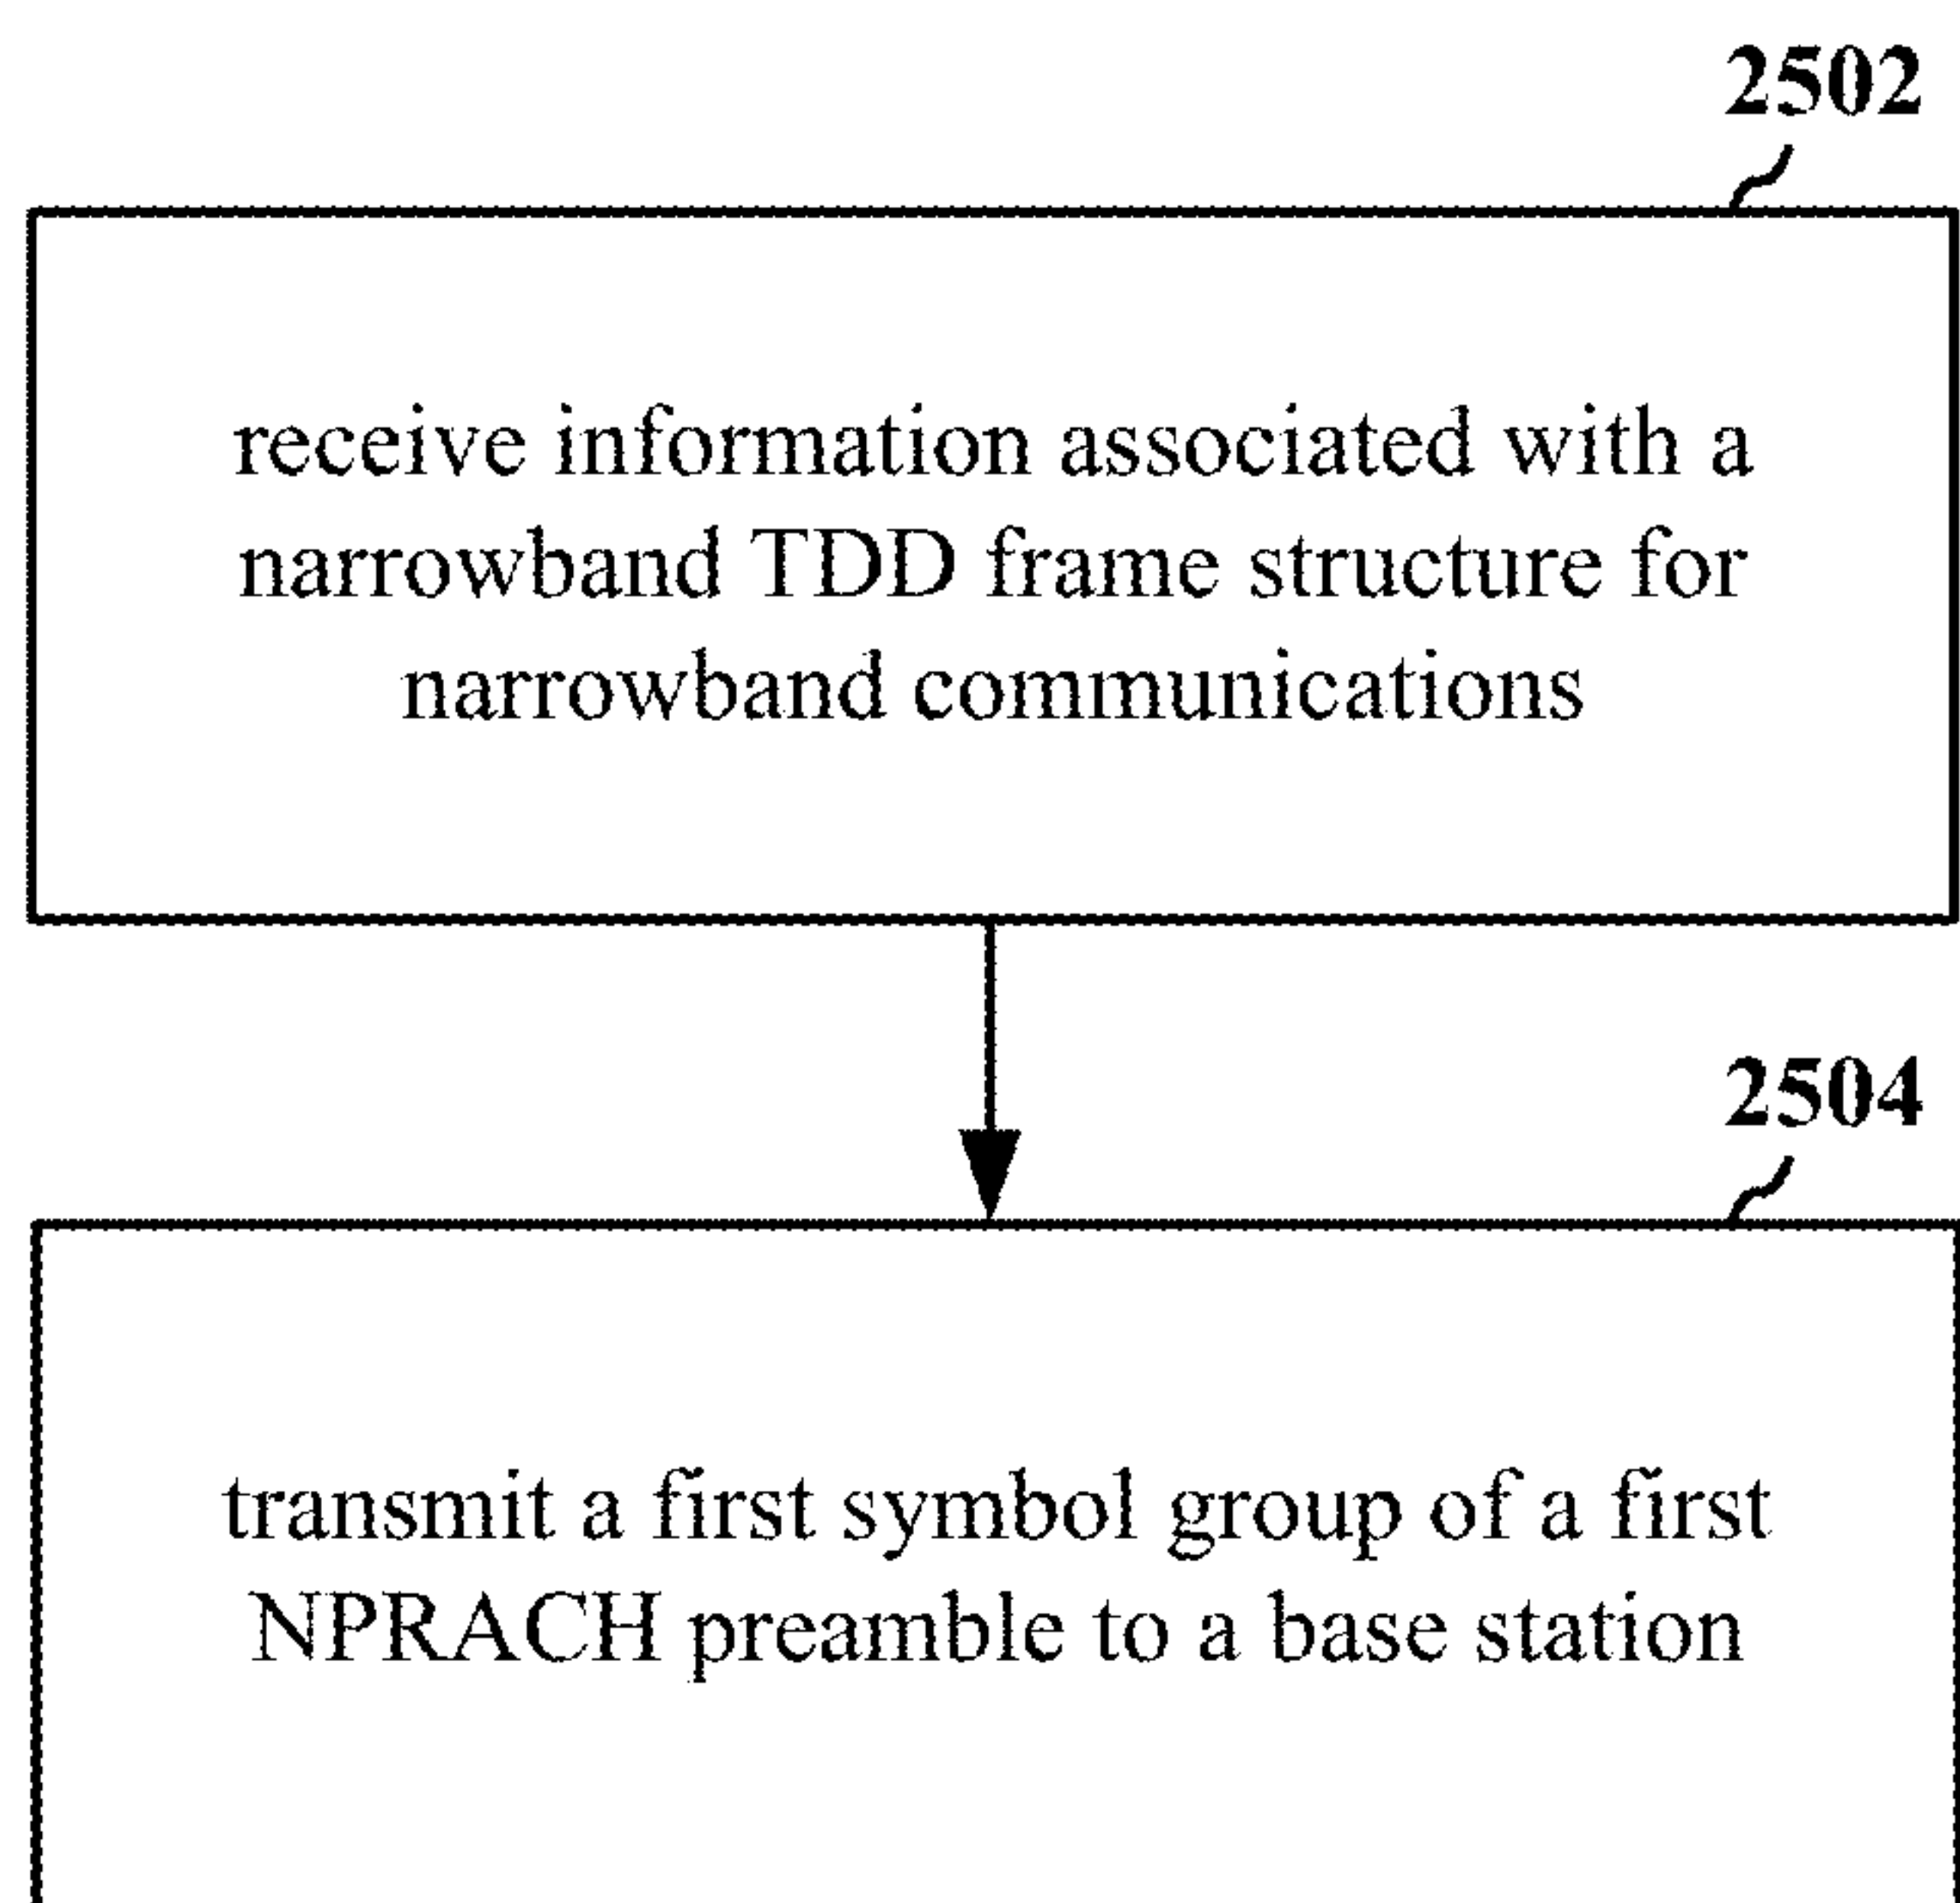 2502
receive information associated with a
narrowband TDD frame structure for
narrowband communications
2504
transmit a first symbol group of a first
NPRACH preamble to a base station